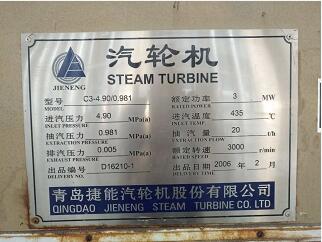 JIENENG
汽轮机
STEAM TURBINE
型号 C3-4.90/0.981
MODEL
额定功率 3 MW
RATED POWER
进汽压力 4.90 MPa(a)
INLET PRESSURE
进汽温度 435 ℃
INLET TEMP
抽汽压力 0.981 MPa(a)
EXTRACTION PRESSURE
抽汽量 20 t/h
EXTRACTION FLOW
排汽压力 0.005 MPa(a)
EXHAUST PRESSURE
额定转速 3000 r/min
RATED SPEED
出品编号 D16210-1
DELIVERY NO.
出品日期 2006 年 2 月
DELIVERY DATE
青岛捷能汽轮机股份有限公司
QINGDAO JIENENG STEAM TURBINE CO. LTD